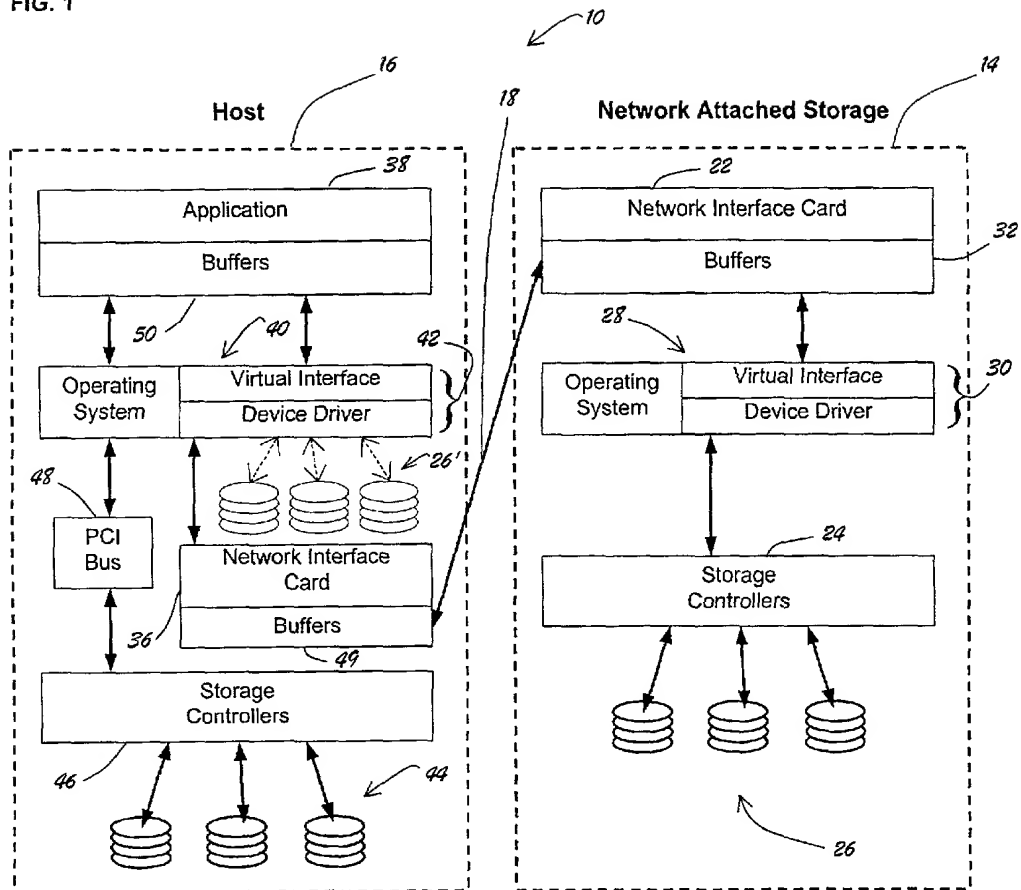 FIG. 1
10
16
18
14
Host
Network Attached Storage
38
Application
Buffers
50
40
42
Operating
System
Virtual Interface
Device Driver
26'
48
PCI
Bus
Network Interface
Card
Buffers
36
49
Storage
Controllers
46
44
22
Network Interface Card
Buffers
32
28
Operating
System
Virtual Interface
Device Driver
30
24
Storage
Controllers
26